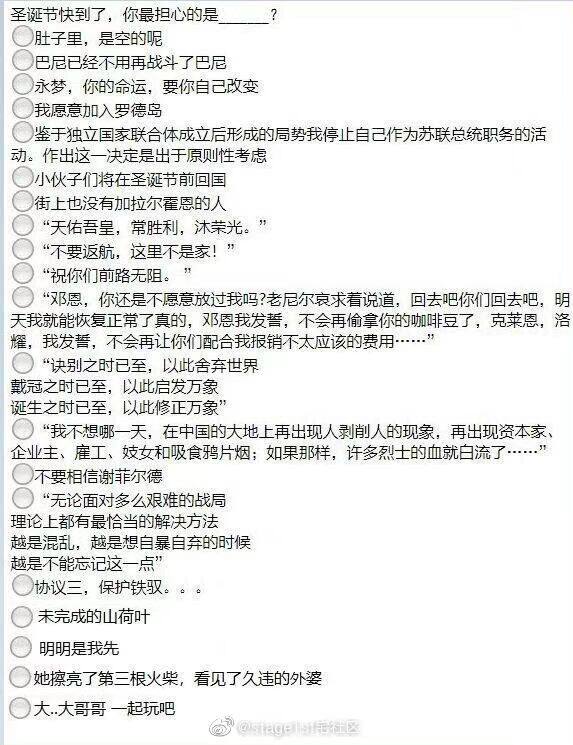 圣诞节快到了，你最担心的是______？
肚子里，是空的呢
巴尼已经不用再战斗了巴尼
永梦，你的命运，要你自己改变
我愿意加入罗德岛
鉴于独立国家联合体成立后形成的局势我停止自己作为苏联总统职务的活
动。作出这一决定是出于原则性考虑
小伙子们将在圣诞节前回国
街上也没有加拉尔霍恩的人
“天佑吾皇，常胜利，沐荣光。”
“不要返航，这里不是家！”
“祝你们前路无阻。 ”
“邓恩，你还是不愿意放过我吗?老尼尔哀求着说道，回去吧你们回去吧，明
天我就能恢复正常了真的，邓恩我发誓，不会再偷拿你的咖啡豆了，克莱恩，洛
耀，我发誓，不会再让你们配合我报销不太应该的费用……”
“诀别之时已至，以此舍弃世界
戴冠之时已至，以此启发万象
诞生之时已至，以此修正万象”
“我不想哪一天，在中国的大地上再出现人剥削人的现象，再出现资本家、
企业主、雇工、妓女和吸食鸦片烟；如果那样，许多烈士的血就白流了……”
不要相信谢菲尔德
“无论面对多么艰难的战局
理论上都有最恰当的解决方法
越是混乱，越是想自暴自弃的时候
越是不能忘记这一点”
协议三，保护铁驭。。。
未完成的山荷叶
明明是我先
她擦亮了第三根火柴，看见了久违的外婆
大..大哥哥 一起玩吧
@stage1st论社区